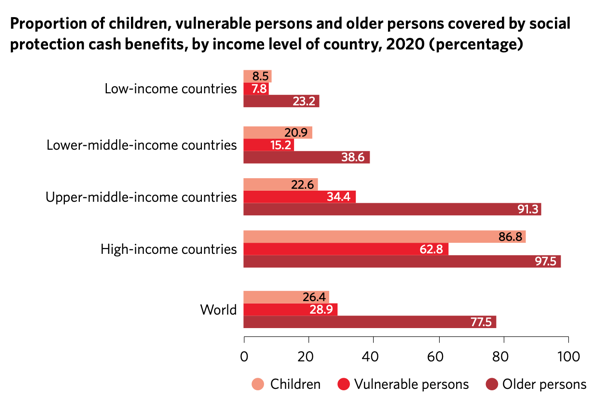 Proportion of children, vulnerable persons and older persons covered by social
protection cash benefits, by income level of country, 2020 (percentage)
Low-income countries
8.5
7.8
23.2
Lower-middle-income countries
20.9
15.2
38.6
Upper-middle-income countries
22.6
34.4
91.3
High-income countries
86.8
62.8
97.5
World
26.4
28.9
77.5
0 20 40 60 80 100
Children Vulnerable persons Older persons